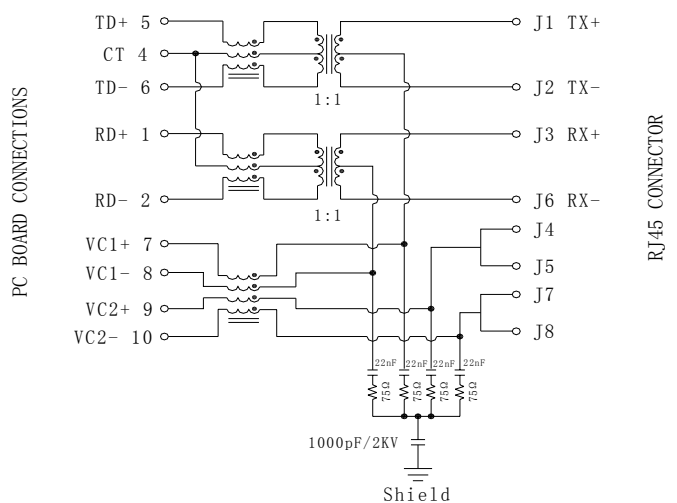 TD+ 5
J1 TX+
CT 4
TD- 6
J2 TX-
1:1
RD+ 1
J3 RX+
RD- 2
J6 RX-
1:1
PC BOARD CONNECTIONS
RJ45 CONNECTOR
VC1+ 7
J4
VC1- 8
J5
VC2+ 9
J7
VC2- 10
J8
22nF 22nF 22nF 22nF
75Ω 75Ω 75Ω 75Ω
1000pF/2KV
Shield